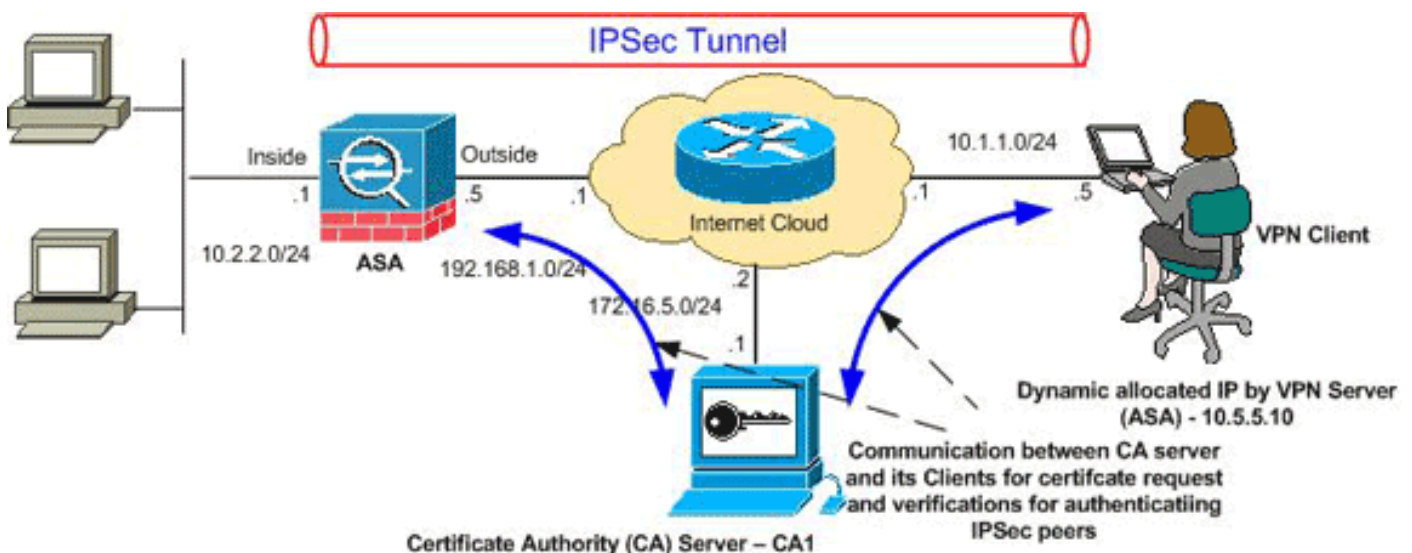 IPSec Tunnel
Inside
.1
Outside
.5
.1
Internet Cloud
10.1.1.0/24
.1
.5
VPN Client
10.2.2.0/24
ASA
192.168.1.0/24
.2
172.16.5.0/24
.1
Dynamic allocated IP by VPN Server
(ASA) - 10.5.5.10
Communication between CA server
and its Clients for certifcate request
and verifications for authenticatiing
IPSec peers
Certificate Authority (CA) Server – CA1